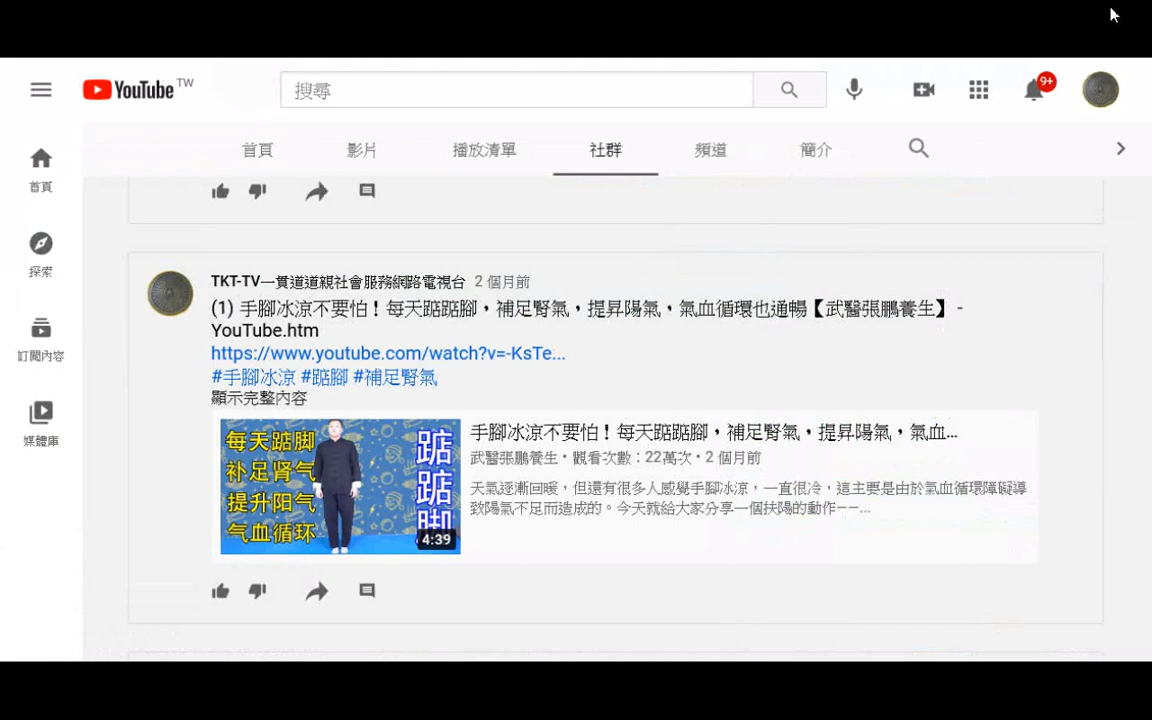 YouTube TW
搜尋
9+
首頁 影片 播放清單 社群 頻道 簡介
首頁
探索
訂閱內容
媒體庫
TKT-TV一貫道道親社會服務網路電視台 2 個月前
(1) 手腳冰涼不要怕！每天踮踮腳，補足腎氣，提昇陽氣，氣血循環也通暢【武醫張鵬養生】 -
YouTube.htm
https://www.youtube.com/watch?v=-KsTe...
#手腳冰涼 #踮腳 #補足腎氣
顯示完整內容
每天踮脚
补足肾气
提升阳气
气血循环
踮踮脚
4:39
手腳冰涼不要怕！每天踮踮腳，補足腎氣，提昇陽氣，氣血...
武醫張鵬養生 • 觀看次數：22萬次 • 2 個月前
天氣逐漸回暖，但還有很多人感覺手腳冰涼，一直很冷，這主要是由於氣血循環障礙導
致陽氣不足而造成的。今天就給大家分享一個扶陽的動作——...